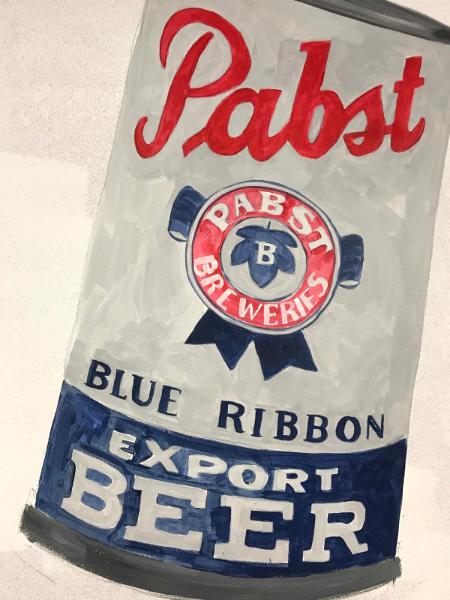 Pabst
PABST
B
BREWERIES
BLUE RIBBON
EXPORT
BEER